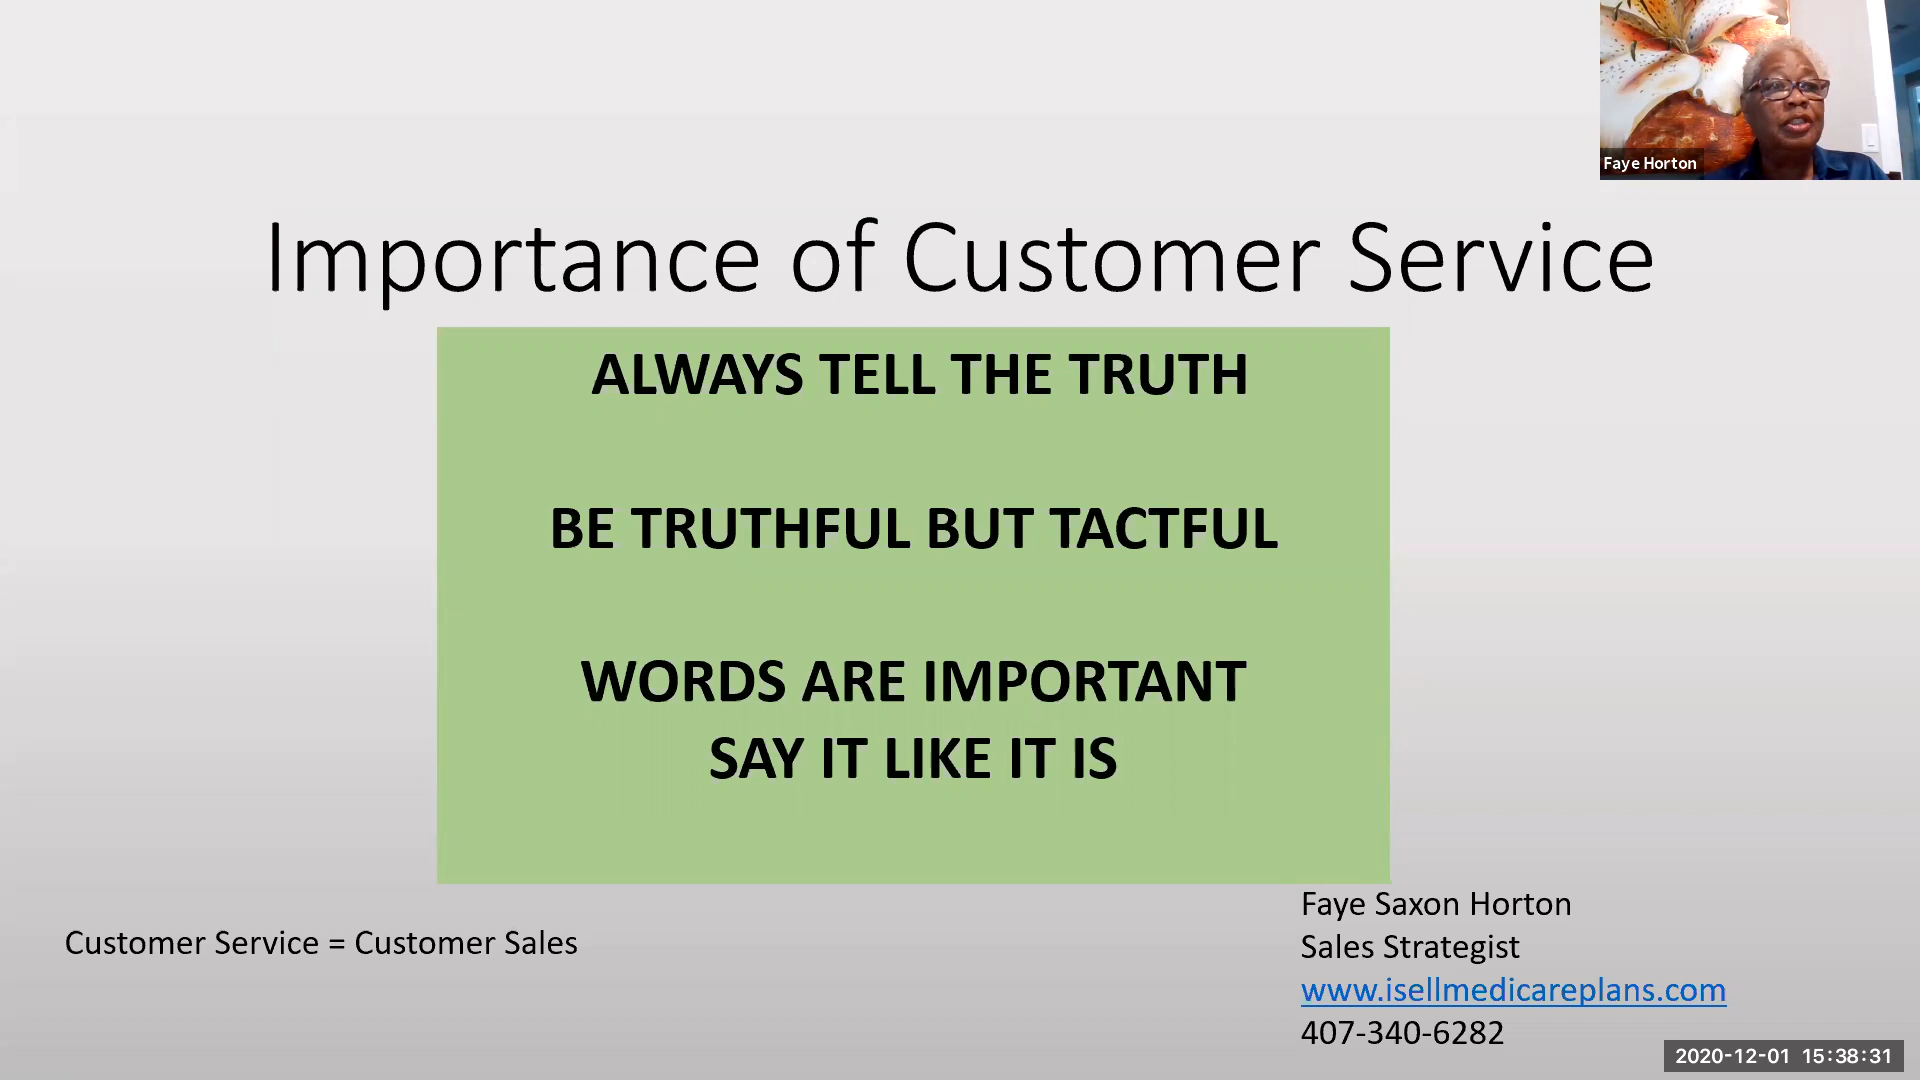 Faye Horton
Importance of Customer Service
ALWAYS TELL THE TRUTH
BE TRUTHFUL BUT TACTFUL
WORDS ARE IMPORTANT
SAY IT LIKE IT IS
Customer Service = Customer Sales
Faye Saxon Horton
Sales Strategist
www.isellmedicareplans.com
407-340-6282
2020-12-01 15:38:31